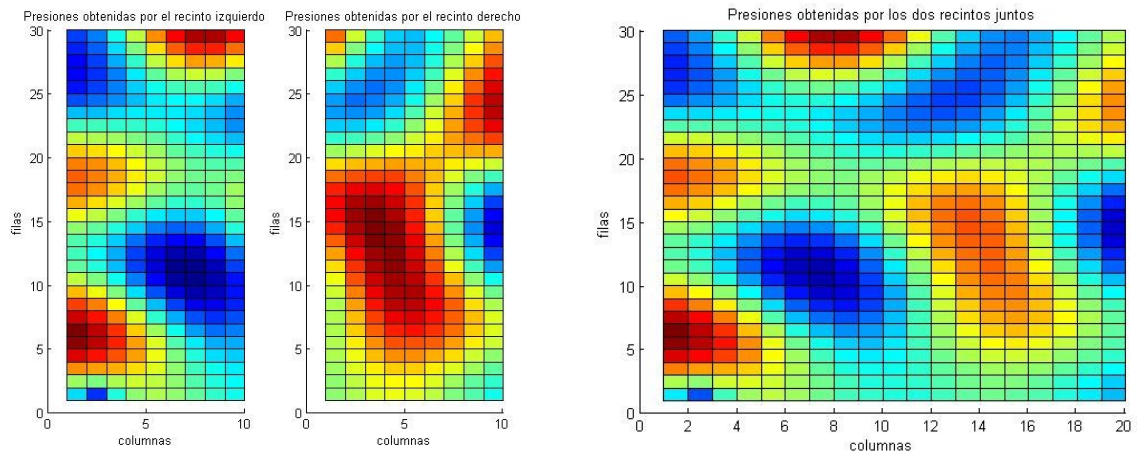 Presiones obtenidas por el recinto izquierdo
30
25
20
15
10
5
0
filas
0 5 10
columnas
Presiones obtenidas por el recinto derecho
30
25
20
15
10
5
0
filas
0 5 10
columnas
Presiones obtenidas por los dos recintos juntos
30
25
20
15
10
5
0
filas
0 2 4 6 8 10 12 14 16 18 20
columnas